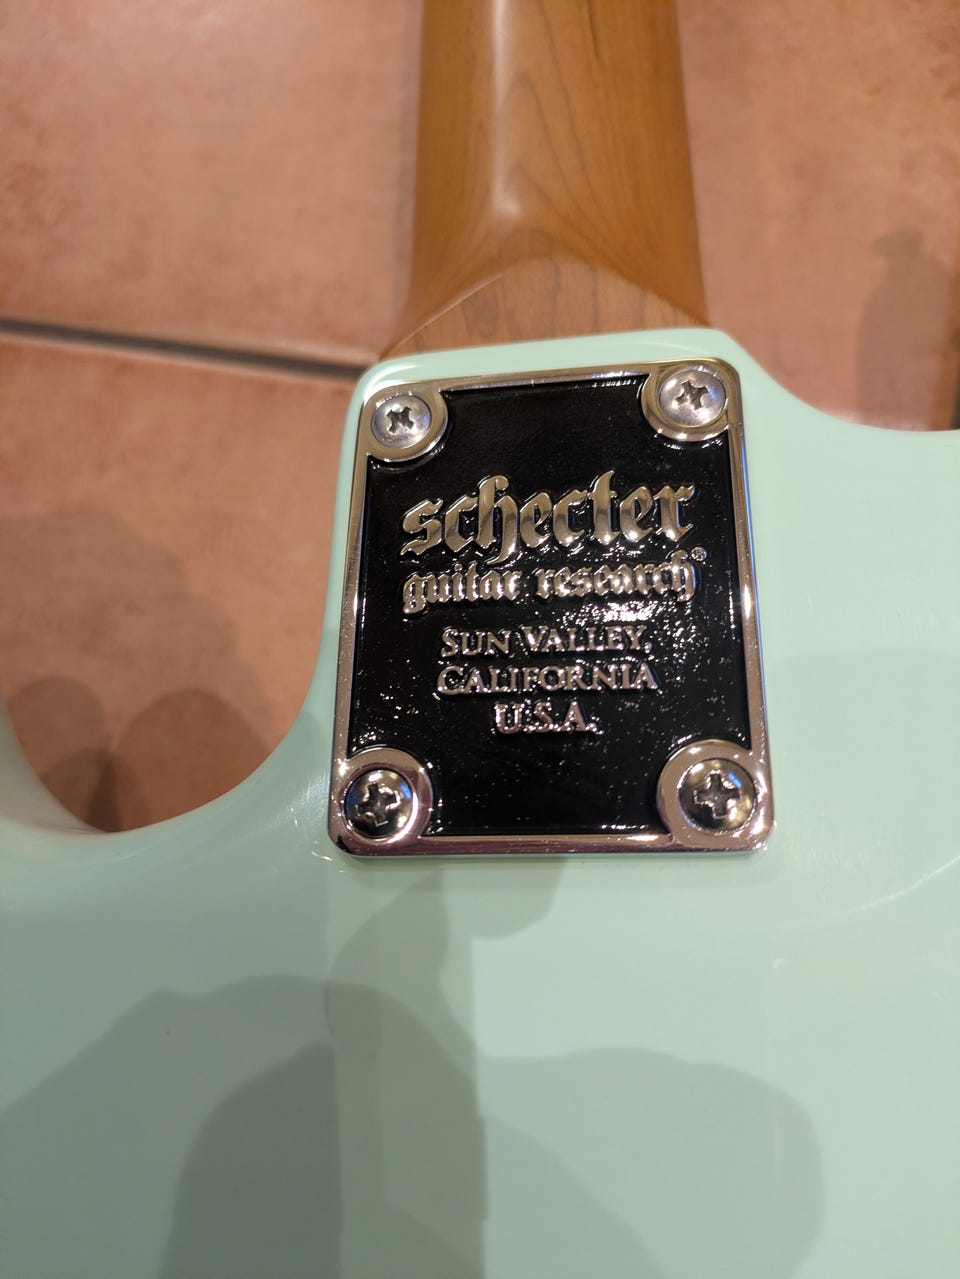 schecter
guitar research®
SUN VALLEY,
CALIFORNIA
U.S.A.